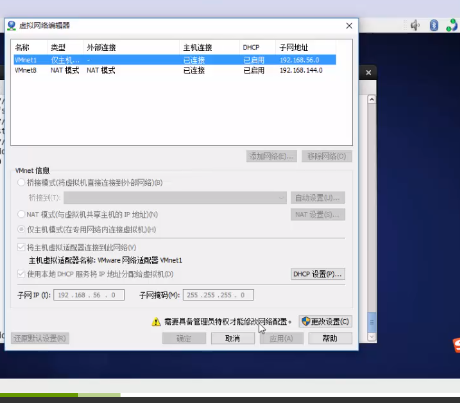 虚拟网络编辑器
名称 类型 外部连接 主机连接 DHCP 子网地址
VMnet1 仅主机... - 已连接 已启用 192.168.56.0
VMnet8 NAT 模式 NAT 模式 已连接 已启用 192.168.144.0
添加网络(E)... 移除网络(O)
VMnet 信息
桥接模式(将虚拟机直接连接到外部网络)(B)
桥接到(T): 自动设置(U)...
NAT 模式(与虚拟机共享主机的 IP 地址)(N) NAT 设置(S)...
仅主机模式(在专用网络内连接虚拟机)(H)
将主机虚拟适配器连接到此网络(V)
主机虚拟适配器名称: VMware 网络适配器 VMnet1
使用本地 DHCP 服务将 IP 地址分配给虚拟机(D) DHCP 设置(P)...
子网 IP (I): 192 .168 . 56 . 0 子网掩码(M): 255 .255 .255 . 0
需要具备管理员特权才能修改网络配置。 更改设置(C)
还原默认设置(R) 确定 取消 应用(A) 帮助